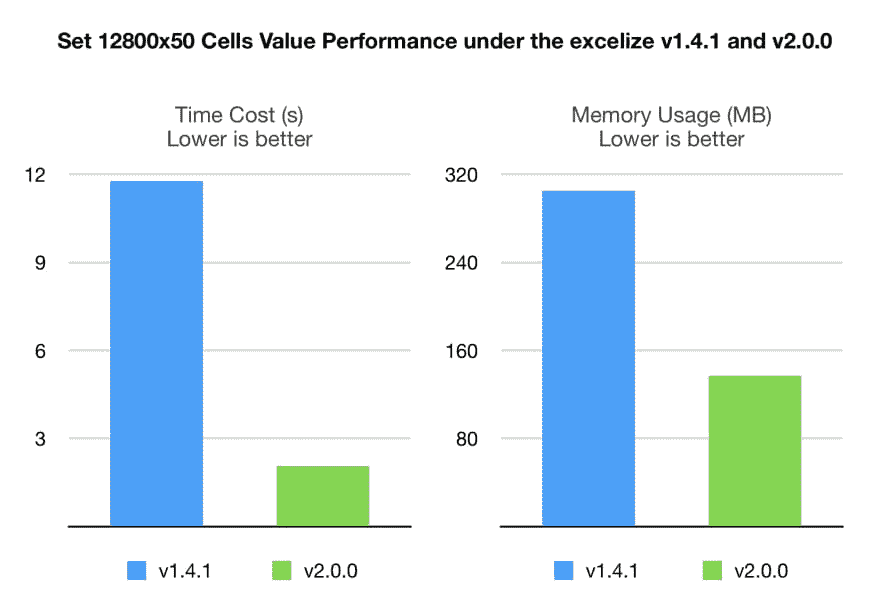 Set 12800x50 Cells Value Performance under the excelize v1.4.1 and v2.0.0
Time Cost (s)
Lower is better
12
9
6
3
v1.4.1
v2.0.0
Memory Usage (MB)
Lower is better
320
240
160
80
v1.4.1
v2.0.0